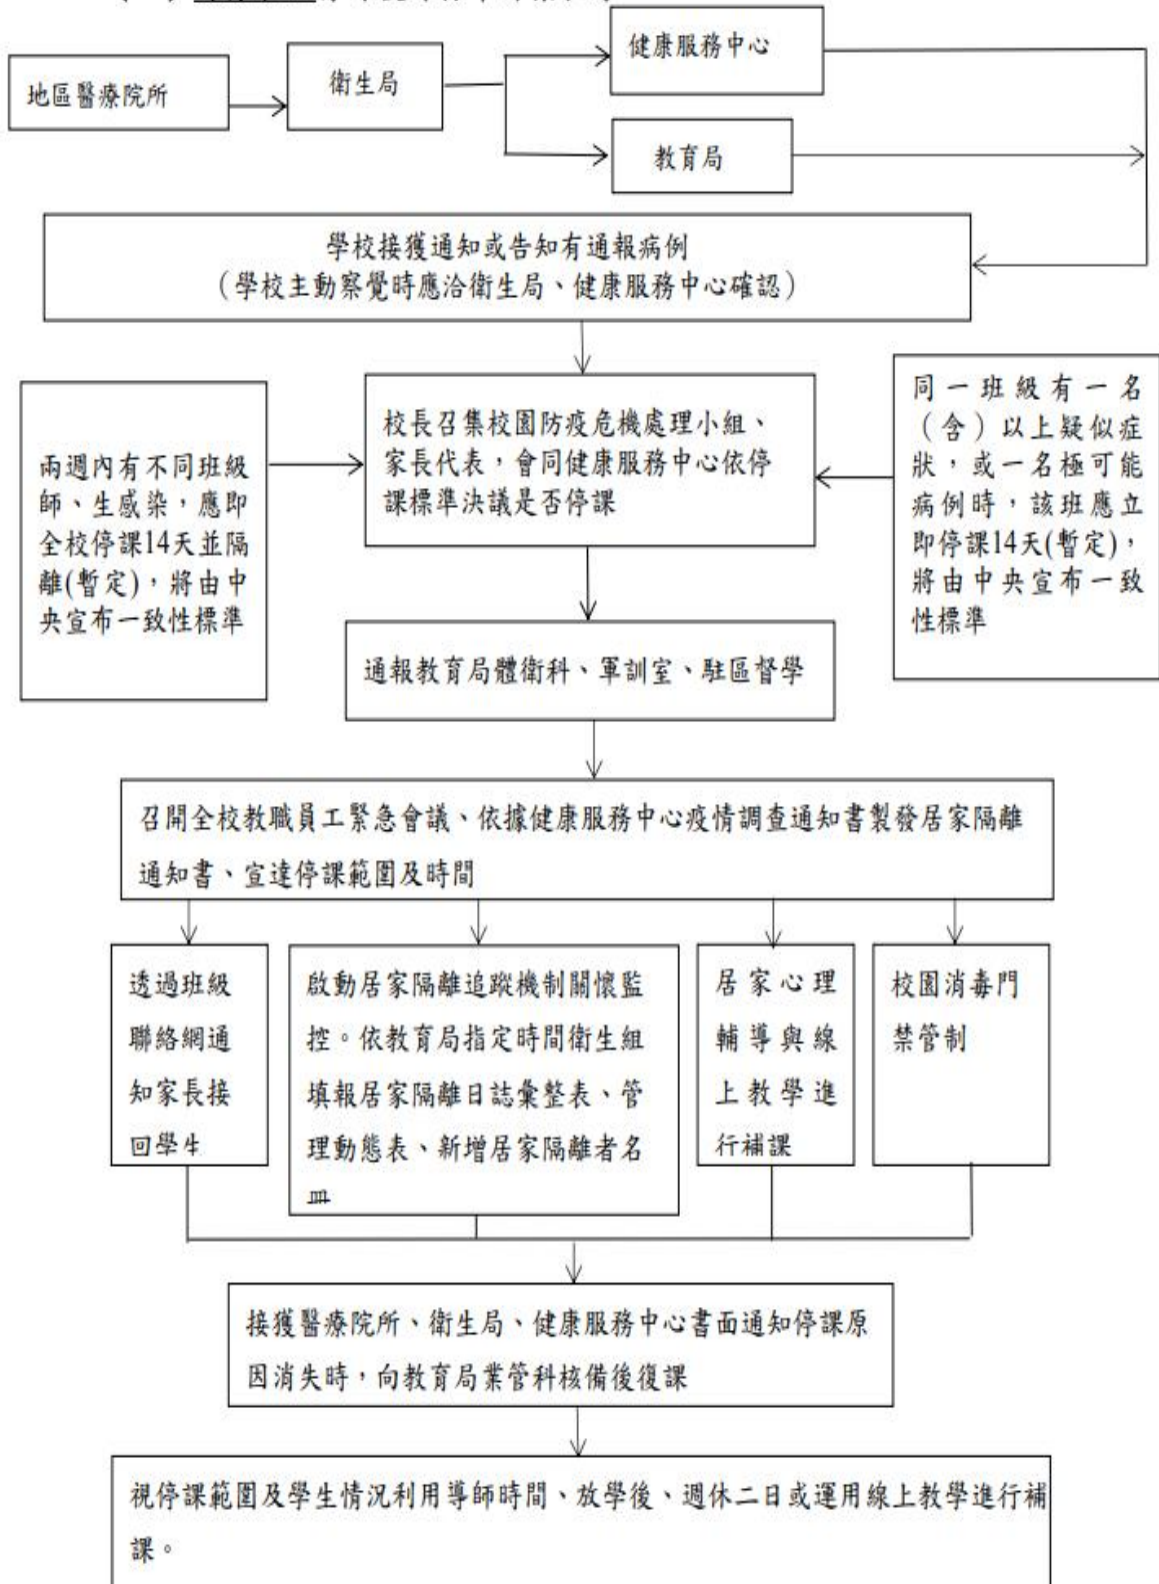 地區醫療院所
衛生局
健康服務中心
教育局
學校接獲通知或告知有通報病例
（學校主動察覺時應洽衛生局、健康服務中心確認）
兩週內有不同班級
師、生感染，應即
全校停課14天並隔
離(暫定)，將由中
央宣布一致性標準
校長召集校園防疫危機處理小組、
家長代表，會同健康服務中心依停
課標準決議是否停課
同一班級有一名
（含）以上疑似症
狀，或一名極可能
病例時，該班應立
即停課14天(暫定)，
將由中央宣布一致
性標準
通報教育局體衛科、軍訓室、駐區督學
召開全校教職員工緊急會議、依據健康服務中心疫情調查通知書製發居家隔離
通知書、宣達停課範圍及時間
透過班級
聯絡網通
知家長接
回學生
啟動居家隔離追蹤機制關懷監
控。依教育局指定時間衛生組
填報居家隔離日誌彙整表、管
理動態表、新增居家隔離者名
冊
居家心理
輔導與線
上教學進
行補課
校園消毒門
禁管制
接獲醫療院所、衛生局、健康服務中心書面通知停課原
因消失時，向教育局業管科核備後復課
視停課範圍及學生情況利用導師時間、放學後、週休二日或運用線上教學進行補
課。